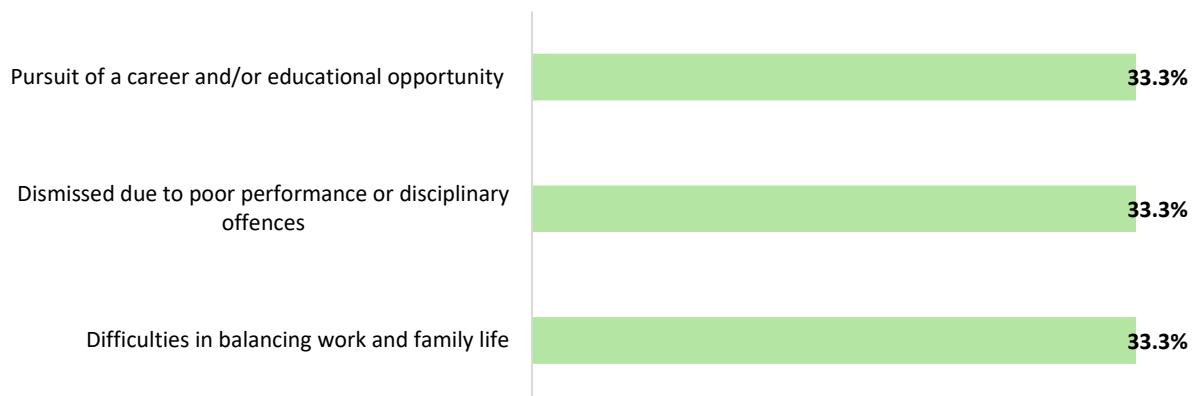 Pursuit of a career and/or educational opportunity
33.3%
Dismissed due to poor performance or disciplinary
offences
33.3%
Difficulties in balancing work and family life
33.3%